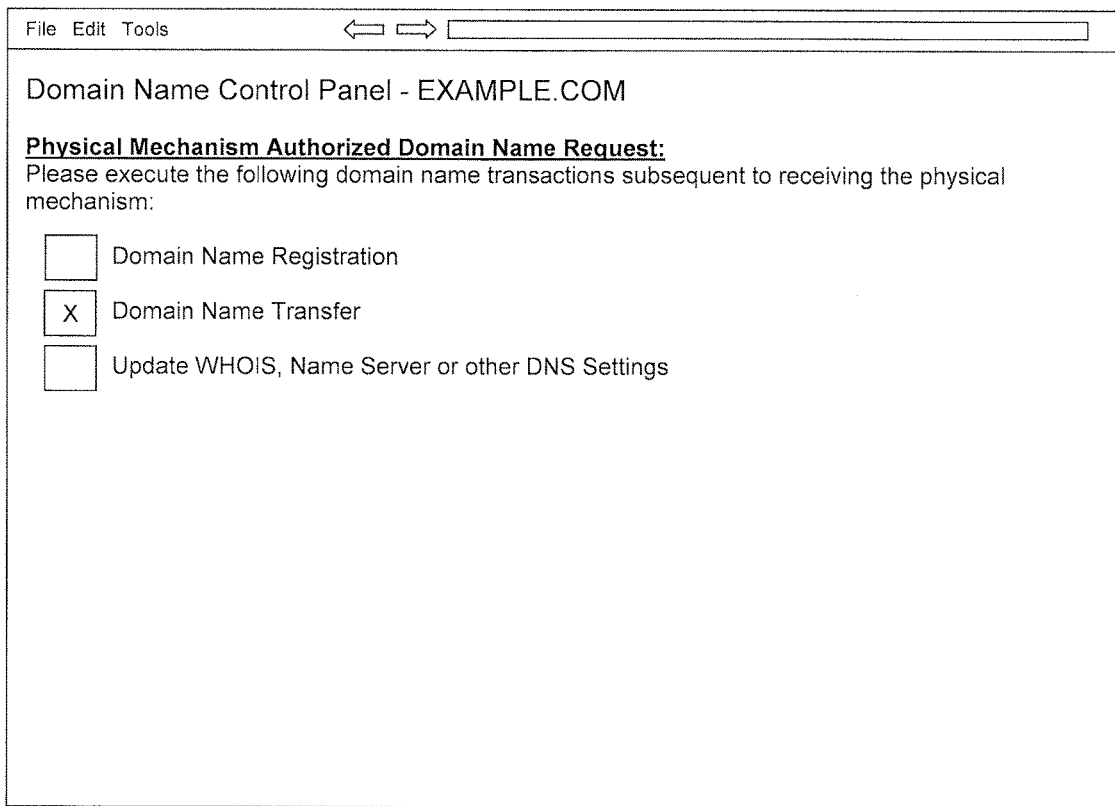 File Edit Tools
Domain Name Control Panel - EXAMPLE.COM
Physical Mechanism Authorized Domain Name Request:
Please execute the following domain name transactions subsequent to receiving the physical
mechanism:
Domain Name Registration
X Domain Name Transfer
Update WHOIS, Name Server or other DNS Settings